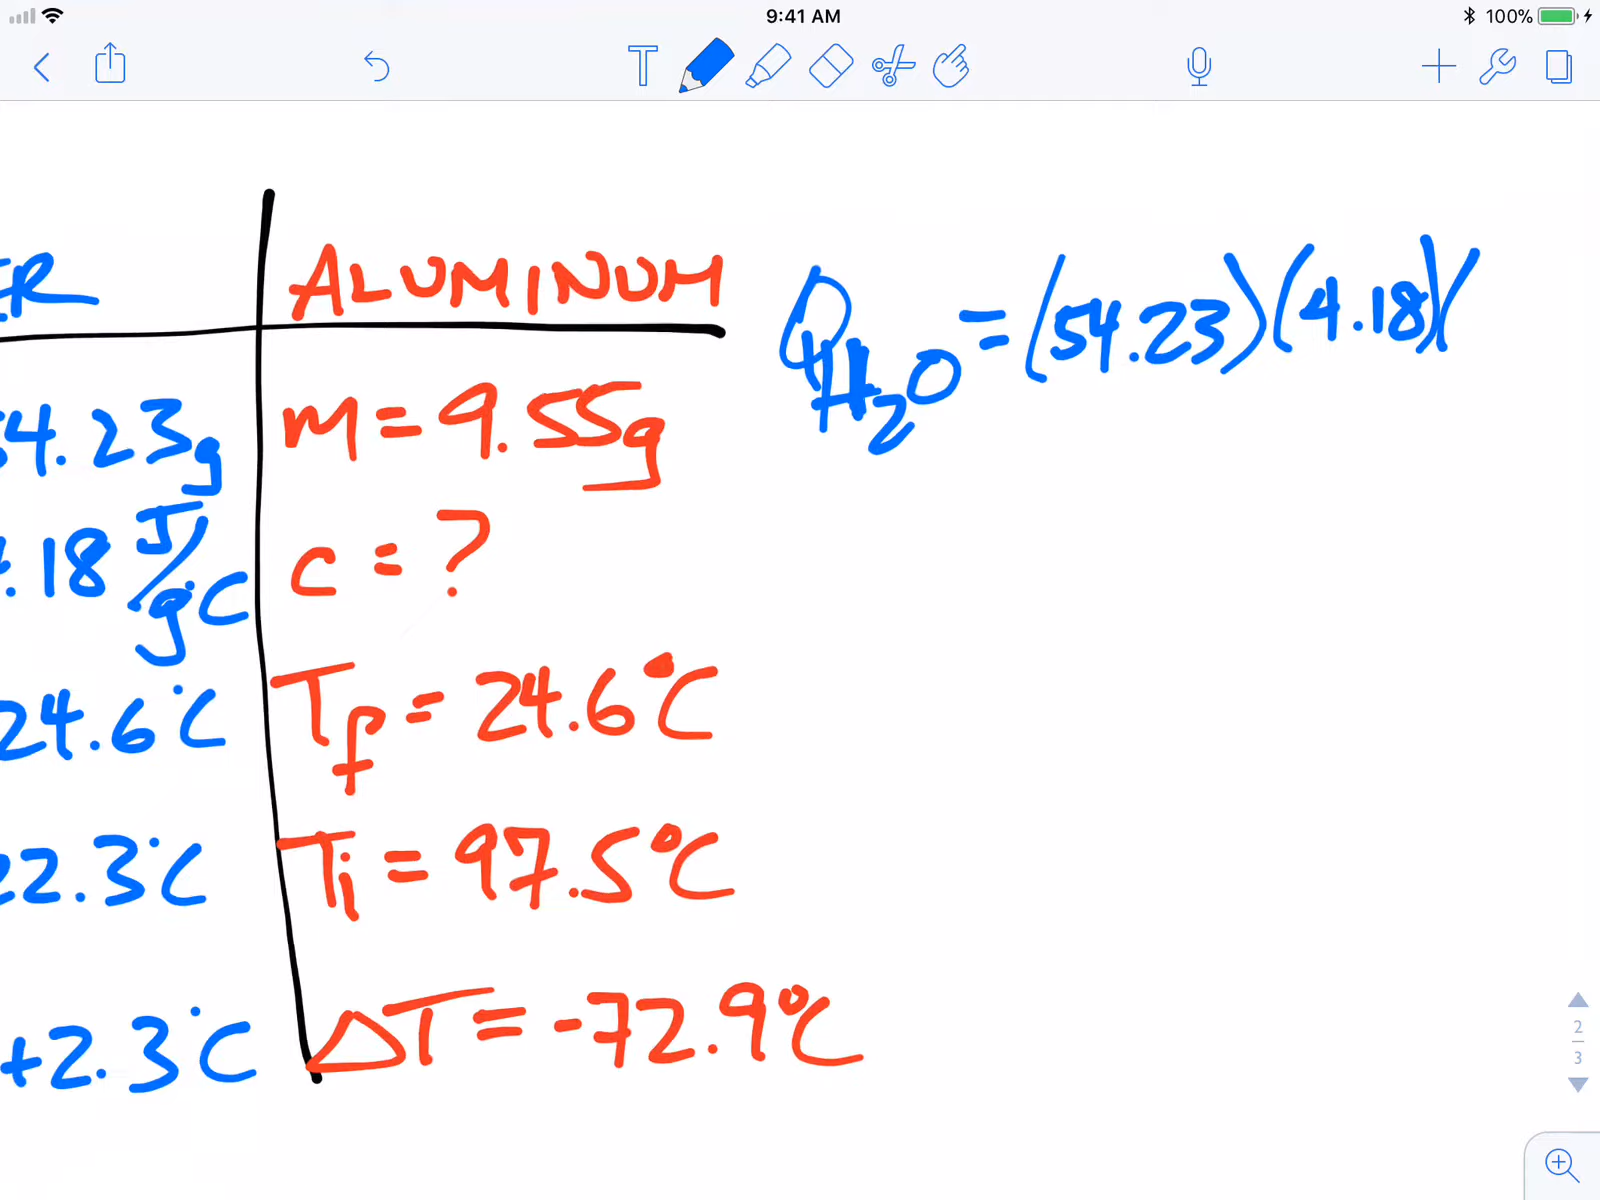 9:41 AM
100%
T
ER
ALUMINUM
Q H₂O = (54.23)(4.18)(
4.23g
m = 9.55g
.18 J/g°C
c = ?
24.6°C
Tf = 24.6°C
22.3°C
Ti = 97.5°C
+2.3°C
ΔT = -72.9°C
2
3